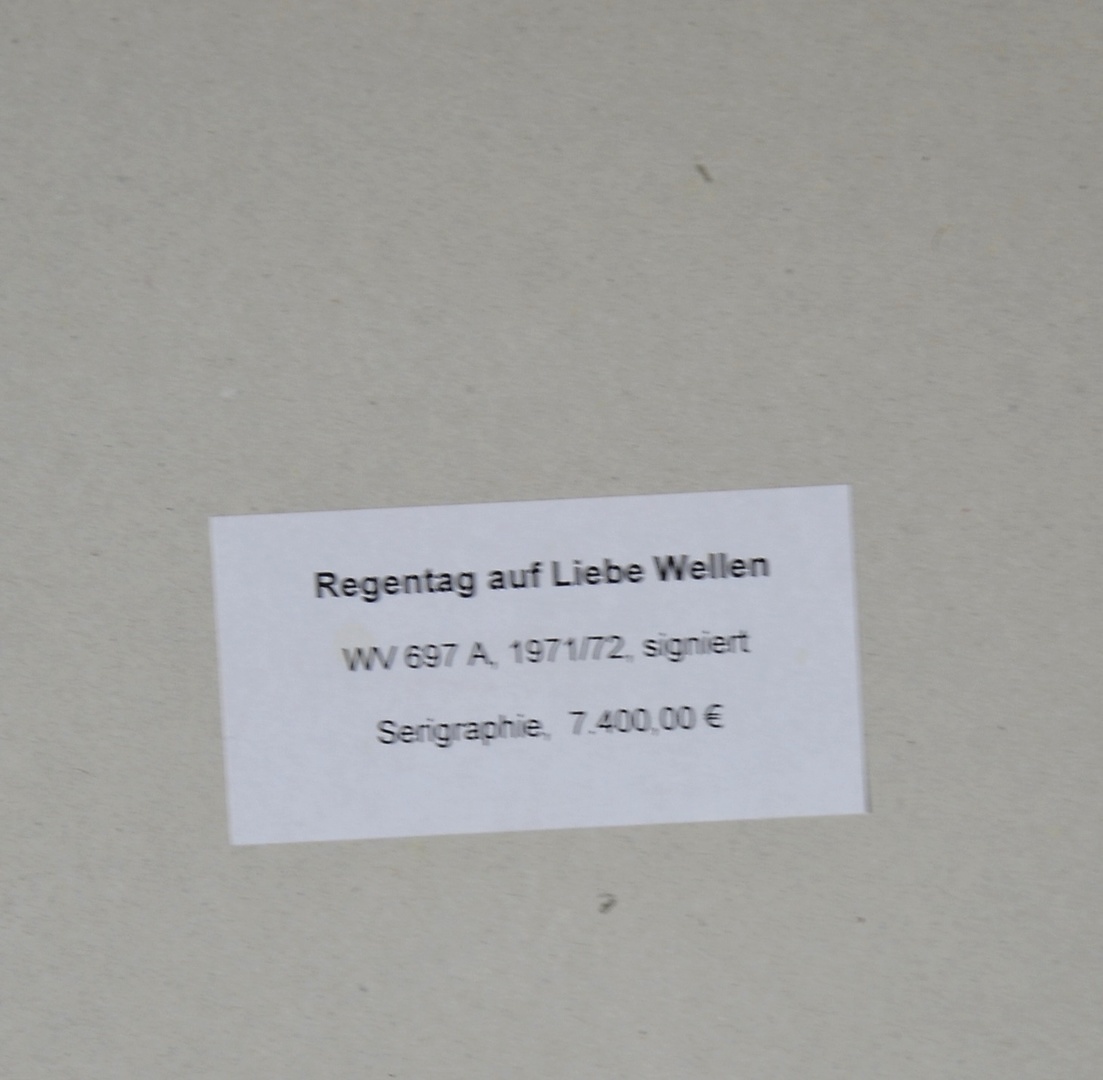 Regentag auf Liebe Wellen
WV 697 A, 1971/72, signiert
Serigraphie, 7.400,00 €